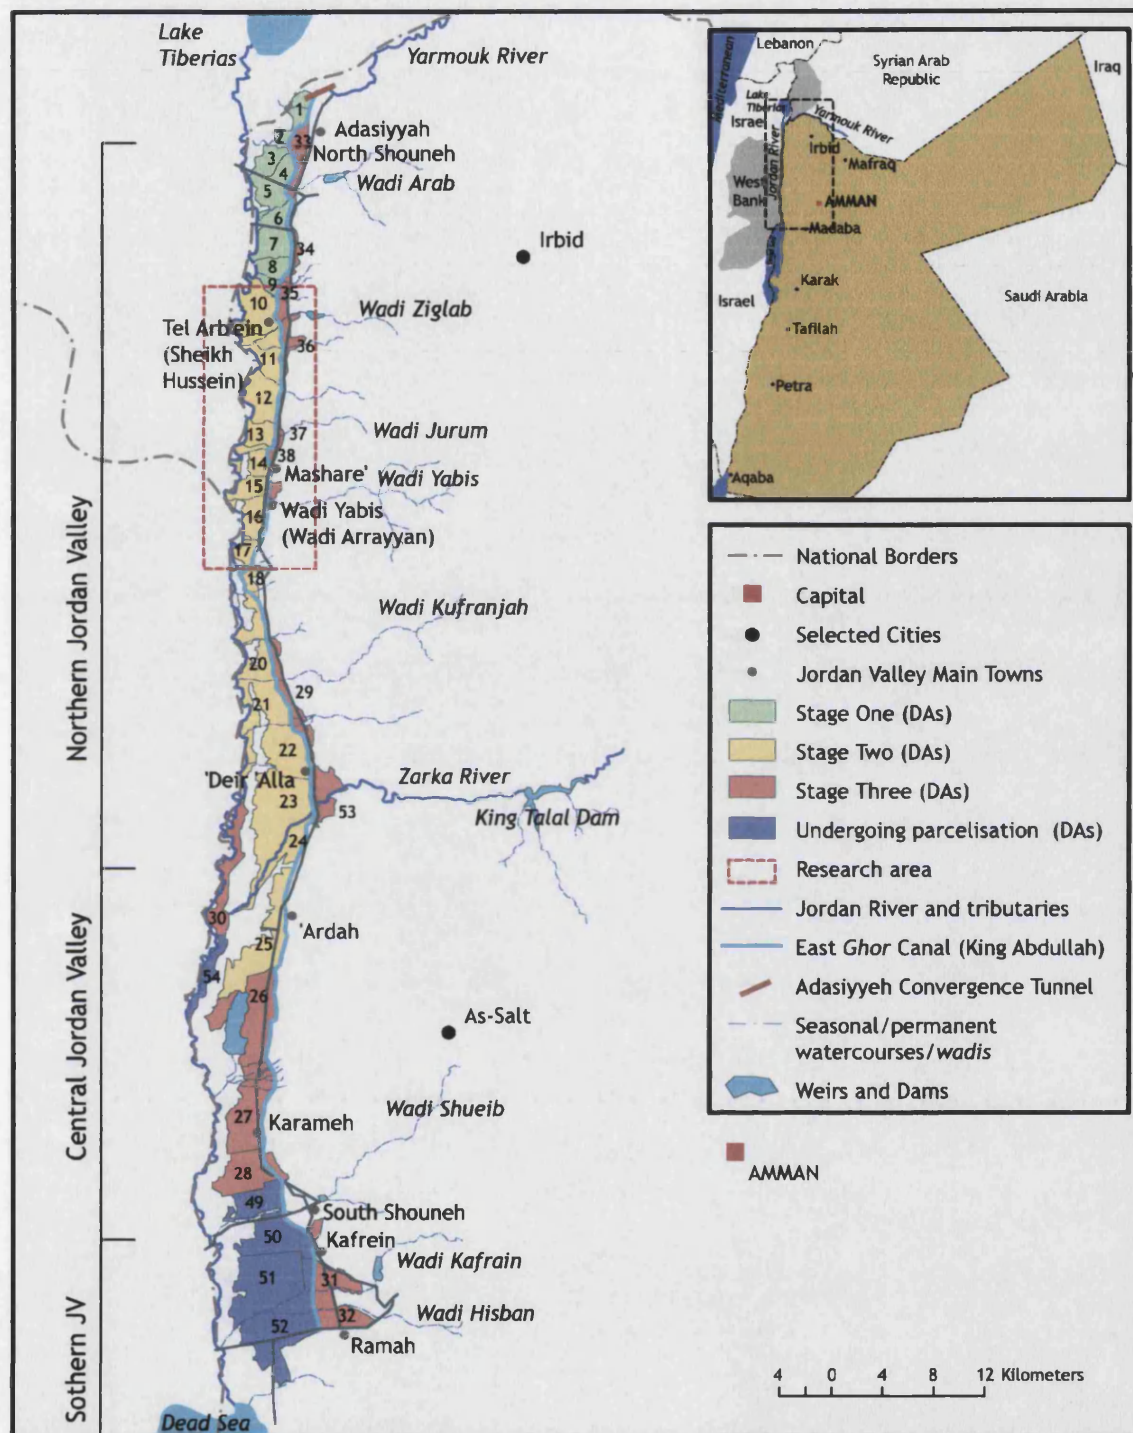 Lake
Tiberias
Yarmouk River
1
2
33
Adasiyyah
3
North Shouneh
4
Wadi Arab
5
6
7
34
8
Irbid
9
35
10
Wadi Ziglab
Tel Arbein
36
(Sheikh
11
Hussein)
12
13
37
Wadi Jurum
38
14
Mashare'
15
Wadi Yabis
16
Wadi Yabis
(Wadi Arrayyan)
17
18
Wadi Kufranjah
20
29
21
22
'Deir 'Alla
Zarka River
23
53
King Talal Dam
24
30
'Ardah
25
54
26
As-Salt
27
Wadi Shueib
Karameh
28
49
South Shouneh
50
Kafrein
Wadi Kafrain
51
31
32
Wadi Hisban
52
Ramah
Dead Sea
Northern Jordan Valley
Central Jordan Valley
Sothern JV
Lebanon
Mediterranean
Syrian Arab
Republic
Iraq
Lake
Tiberias
Israel
Yarmouk River
Irbid
Mafraq
Jordan River
West
Bank
AMMAN
Madaba
Karak
Israel
Saudi Arabia
Tafilah
Petra
Aqaba
National Borders
Capital
Selected Cities
Jordan Valley Main Towns
Stage One (DAs)
Stage Two (DAs)
Stage Three (DAs)
Undergoing parcelisation (DAs)
Research area
Jordan River and tributaries
East Ghor Canal (King Abdullah)
Adasiyyeh Convergence Tunnel
Seasonal/permanent
watercourses/wadis
Weirs and Dams
AMMAN
4 0 4 8 12 Kilometers